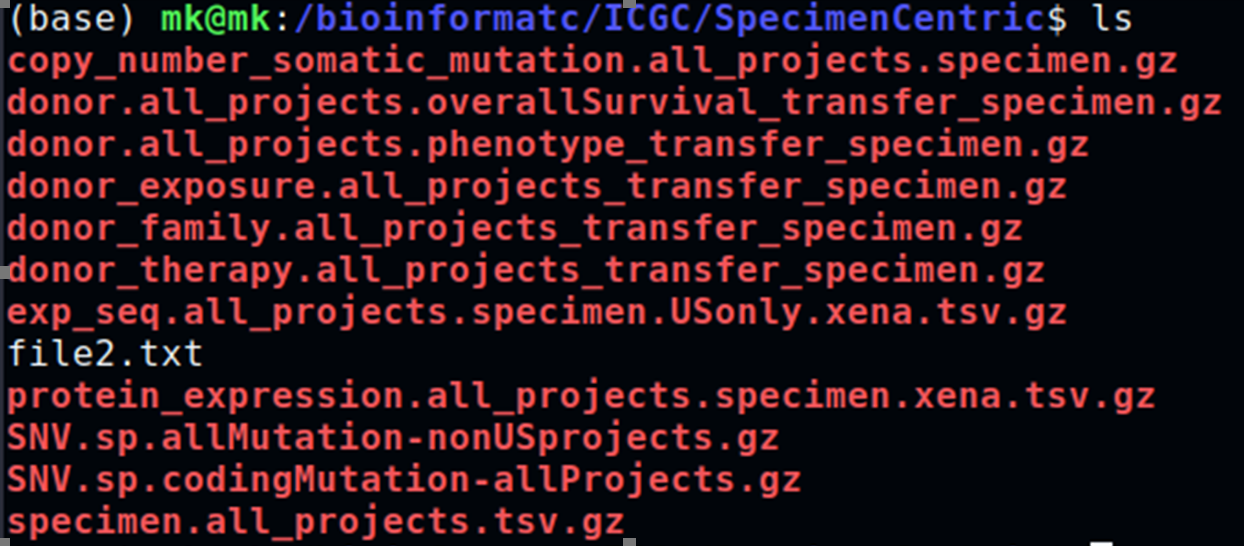 (base) mk@mk:/bioinformatc/ICGC/SpecimenCentric$ ls
copy_number_somatic_mutation.all_projects.specimen.gz
donor.all_projects.overallSurvival_transfer_specimen.gz
donor.all_projects.phenotype_transfer_specimen.gz
donor_exposure.all_projects_transfer_specimen.gz
donor_family.all_projects_transfer_specimen.gz
donor_therapy.all_projects_transfer_specimen.gz
exp_seq.all_projects.specimen.USonly.xena.tsv.gz
file2.txt
protein_expression.all_projects.specimen.xena.tsv.gz
SNV.sp.allMutation-nonUSprojects.gz
SNV.sp.codingMutation-allProjects.gz
specimen.all_projects.tsv.gz